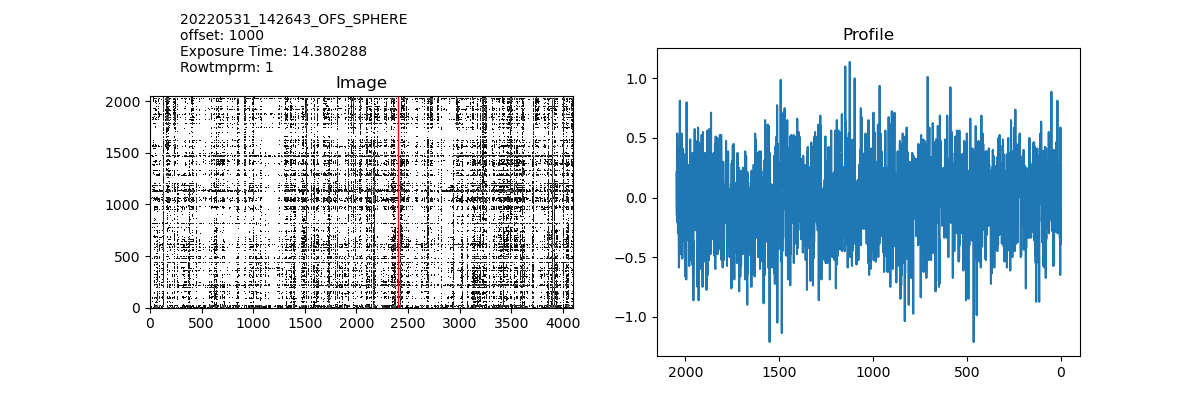 20220531_142643_OFS_SPHERE
offset: 1000
Exposure Time: 14.380288
Rowtmprm: 1
Image
2000
1500
1000
500
0
0 500 1000 1500 2000 2500 3000 3500 4000
Profile
1.0
0.5
0.0
−0.5
−1.0
2000 1500 1000 500 0